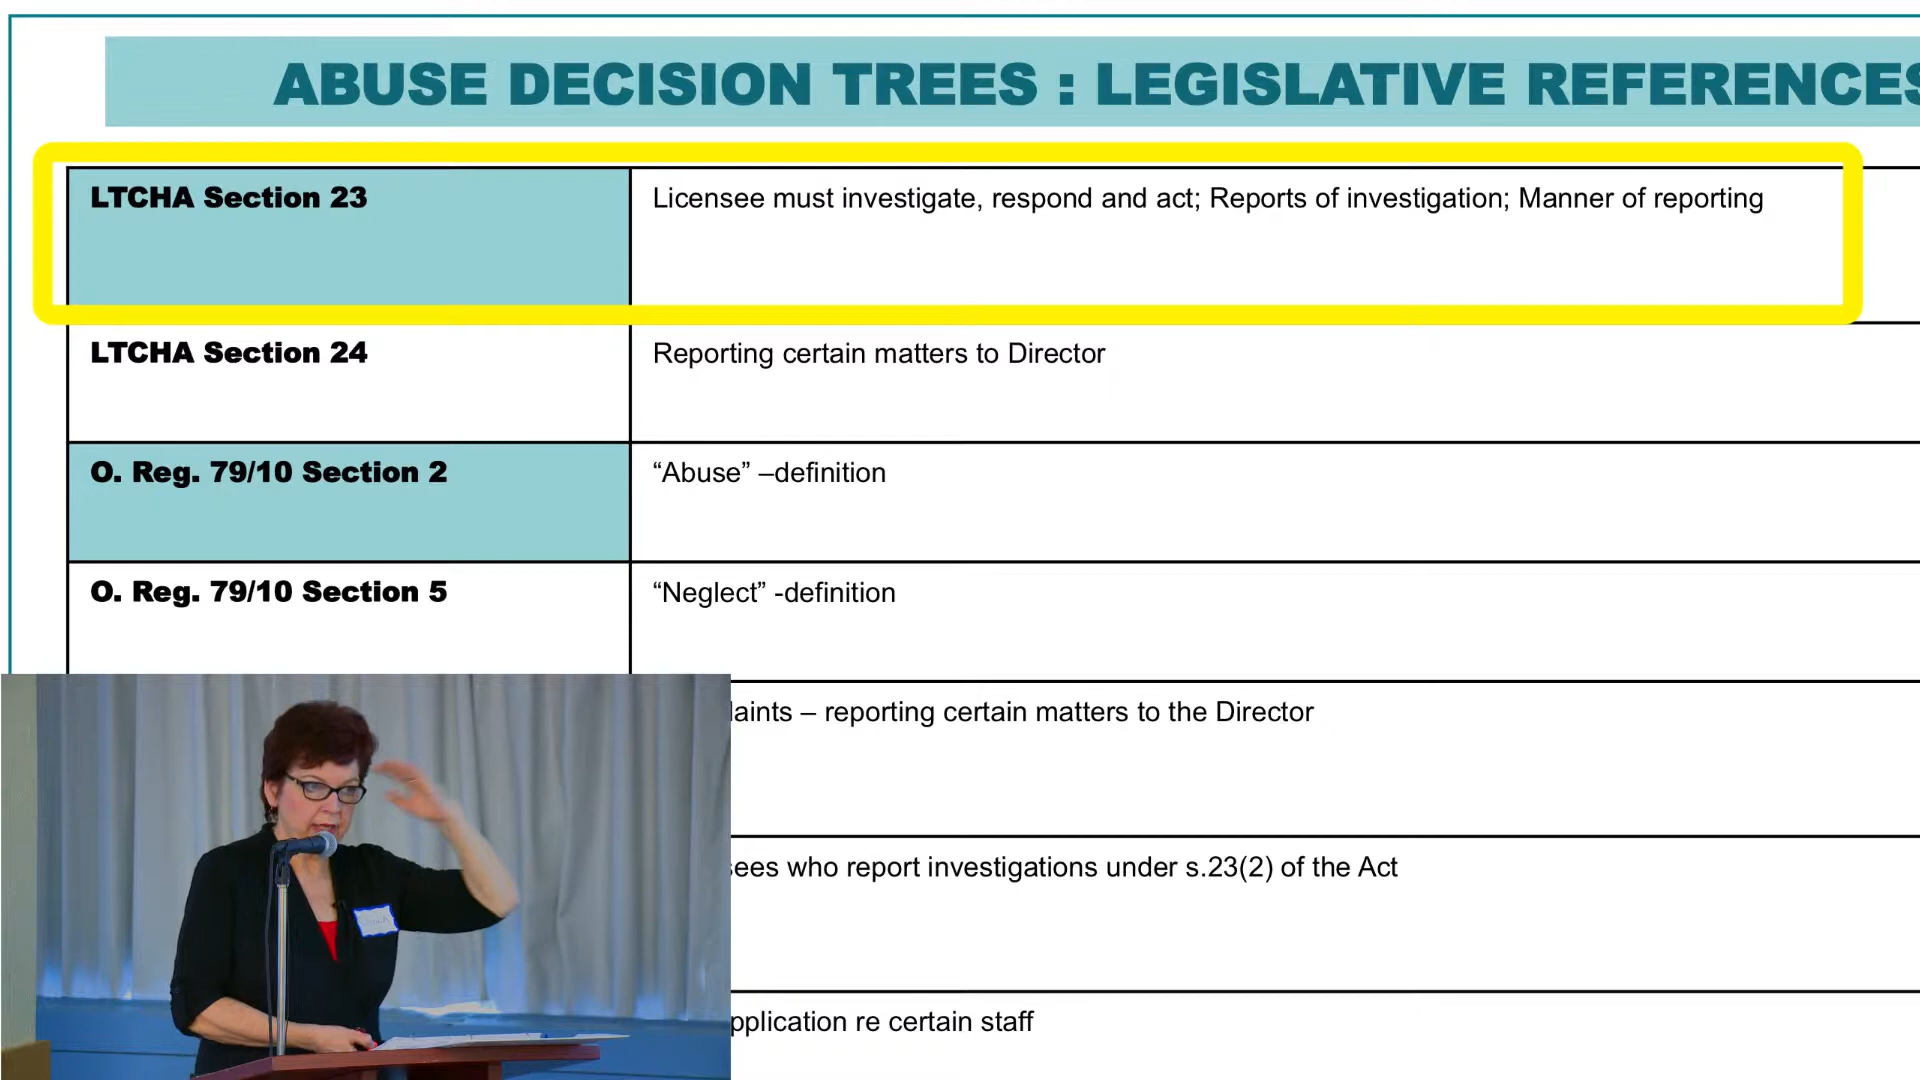 ABUSE DECISION TREES : LEGISLATIVE REFERENCES
LTCHA Section 23
Licensee must investigate, respond and act; Reports of investigation; Manner of reporting
LTCHA Section 24
Reporting certain matters to Director
O. Reg. 79/10 Section 2
“Abuse” –definition
O. Reg. 79/10 Section 5
“Neglect” -definition
laints – reporting certain matters to the Director
sees who report investigations under s.23(2) of the Act
pplication re certain staff